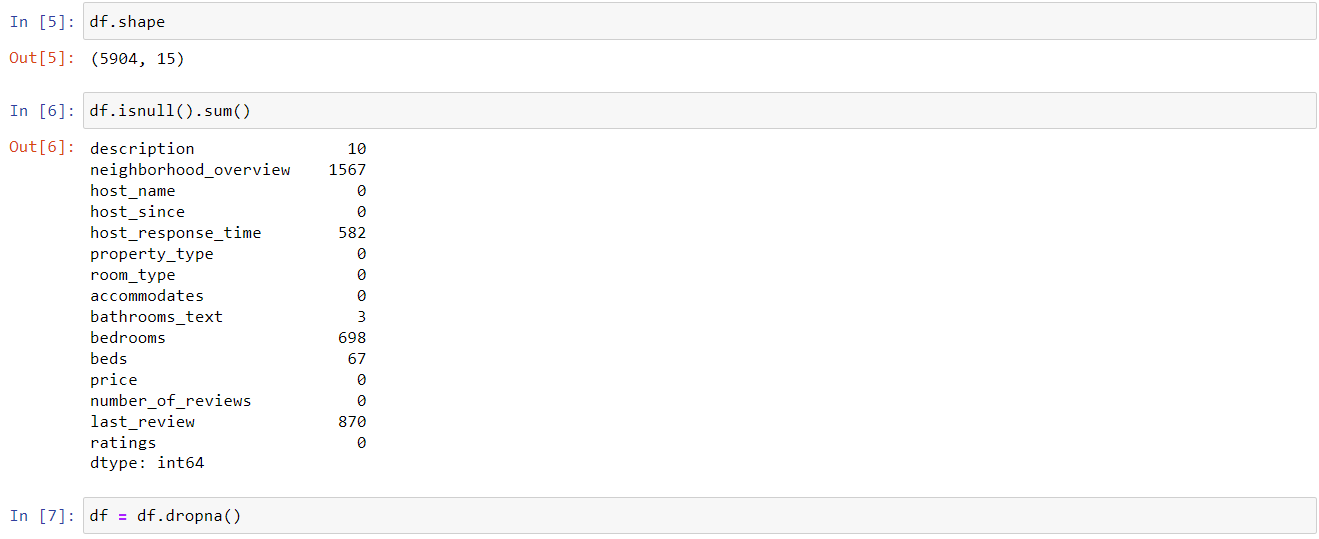 In [5]: df.shape
Out[5]: (5904, 15)
In [6]: df.isnull().sum()
Out[6]: description 10
neighborhood_overview 1567
host_name 0
host_since 0
host_response_time 582
property_type 0
room_type 0
accommodates 0
bathrooms_text 3
bedrooms 698
beds 67
price 0
number_of_reviews 0
last_review 870
ratings 0
dtype: int64
In [7]: df = df.dropna()